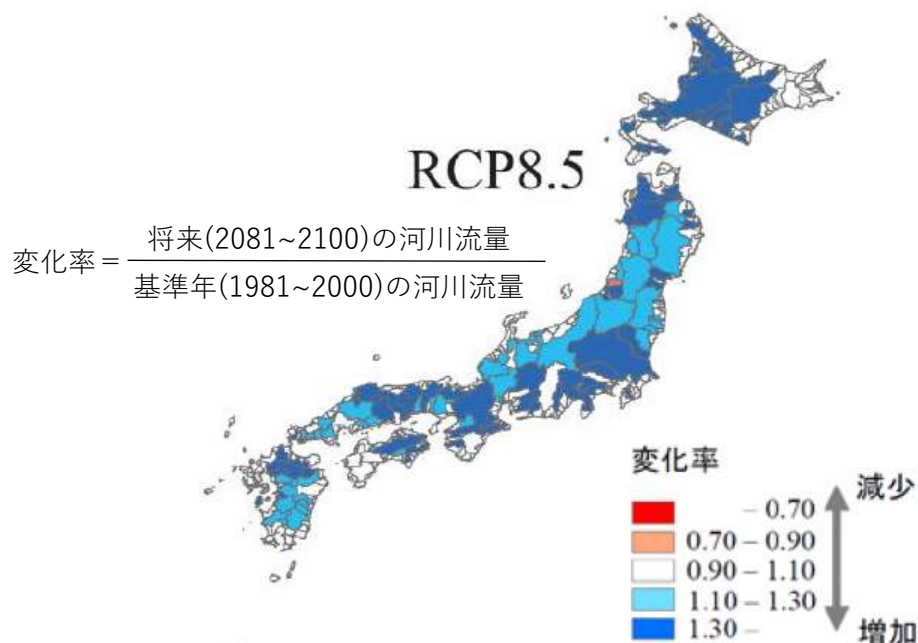 RCP8.5
変化率 = 将来(2081~2100)の河川流量
基準年(1981~2000)の河川流量
変化率
減少
– 0.70
0.70 – 0.90
0.90 – 1.10
1.10 – 1.30
1.30 –
増加